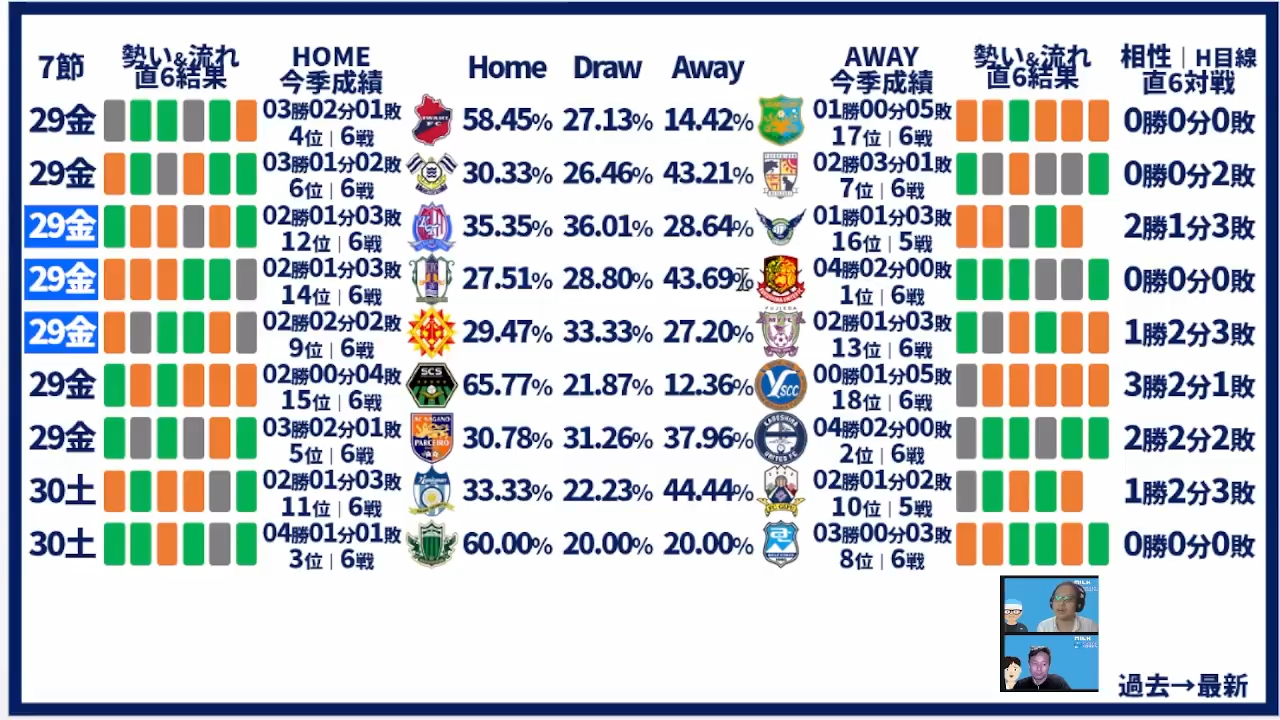 7節 勢い&流れ 直6結果 HOME 今季成績 Home Draw Away AWAY 今季成績 勢い&流れ 直6結果 相性|H目線 直6対戦
29金 03勝02分01敗 58.45% 27.13% 14.42% 01勝00分05敗 0勝0分0敗
4位|6戦 17位|6戦
29金 03勝01分02敗 30.33% 26.46% 43.21% 02勝03分01敗 0勝0分2敗
6位|6戦 7位|6戦
29金 02勝01分03敗 35.35% 36.01% 28.64% 01勝01分03敗 2勝1分3敗
12位|6戦 16位|5戦
29金 02勝01分03敗 27.51% 28.80% 43.69% 04勝02分00敗 0勝0分0敗
14位|6戦 1位|6戦
29金 02勝02分02敗 29.47% 33.33% 27.20% 02勝01分03敗 1勝2分3敗
9位|6戦 13位|6戦
29金 02勝00分04敗 SCS 65.77% 21.87% 12.36% YSCC 00勝01分05敗 3勝2分1敗
15位|6戦 18位|6戦
29金 03勝02分01敗 AC NAGANO PARCEIRO 30.78% 31.26% 37.96% KAGOSHIMA UNITED FC 04勝02分00敗 2勝2分2敗
5位|6戦 2位|6戦
30土 02勝01分03敗 33.33% 22.23% 44.44% FC GIFU 02勝01分02敗 1勝2分3敗
11位|6戦 10位|5戦
30土 04勝01分01敗 60.00% 20.00% 20.00% 03勝00分03敗 0勝0分0敗
3位|6戦 8位|6戦
過去→最新